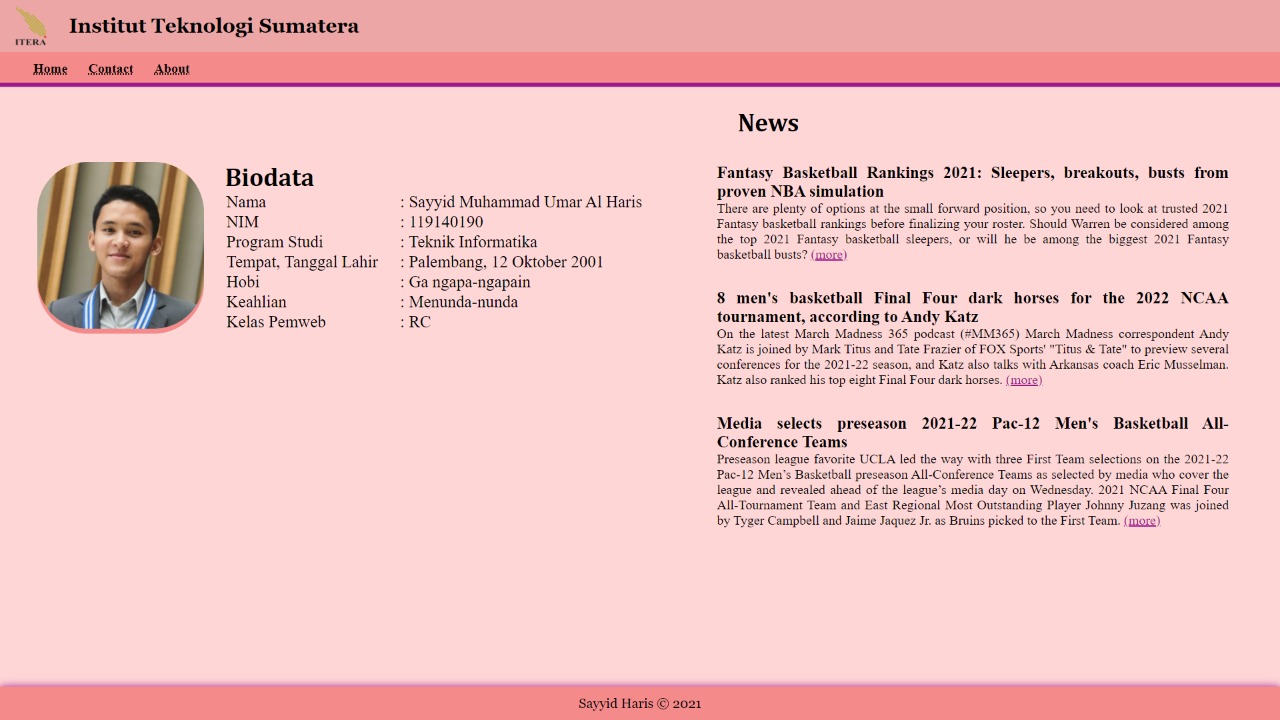 ITERA
Institut Teknologi Sumatera
Home Contact About
Biodata
Nama : Sayyid Muhammad Umar Al Haris
NIM : 119140190
Program Studi : Teknik Informatika
Tempat, Tanggal Lahir : Palembang, 12 Oktober 2001
Hobi : Ga ngapa-ngapain
Keahlian : Menunda-nunda
Kelas Pemweb : RC
News
Fantasy Basketball Rankings 2021: Sleepers, breakouts, busts from
proven NBA simulation
There are plenty of options at the small forward position, so you need to look at trusted 2021
Fantasy basketball rankings before finalizing your roster. Should Warren be considered among
the top 2021 Fantasy basketball sleepers, or will he be among the biggest 2021 Fantasy
basketball busts? (more)
8 men's basketball Final Four dark horses for the 2022 NCAA
tournament, according to Andy Katz
On the latest March Madness 365 podcast (#MM365) March Madness correspondent Andy
Katz is joined by Mark Titus and Tate Frazier of FOX Sports' "Titus & Tate" to preview several
conferences for the 2021-22 season, and Katz also talks with Arkansas coach Eric Musselman.
Katz also ranked his top eight Final Four dark horses. (more)
Media selects preseason 2021-22 Pac-12 Men's Basketball All-
Conference Teams
Preseason league favorite UCLA led the way with three First Team selections on the 2021-22
Pac-12 Men’s Basketball preseason All-Conference Teams as selected by media who cover the
league and revealed ahead of the league’s media day on Wednesday. 2021 NCAA Final Four
All-Tournament Team and East Regional Most Outstanding Player Johnny Juzang was joined
by Tyger Campbell and Jaime Jaquez Jr. as Bruins picked to the First Team. (more)
Sayyid Haris © 2021